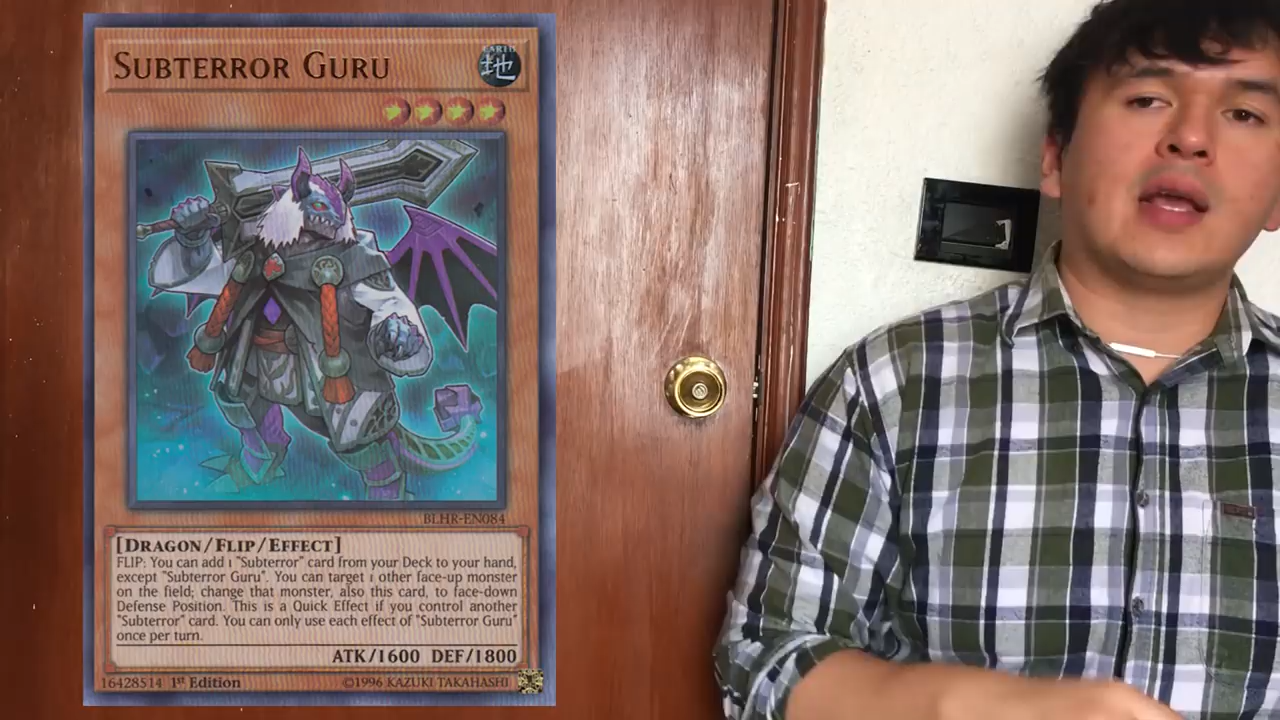 SUBTERROR GURU
EARTH
地
BLHR-EN084
[DRAGON/FLIP/EFFECT]
FLIP: You can add 1 "Subterror" card from your Deck to your hand,
except "Subterror Guru". You can target 1 other face-up monster
on the field; change that monster, also this card, to face-down
Defense Position. This is a Quick Effect if you control another
"Subterror" card. You can only use each effect of "Subterror Guru"
once per turn.
ATK/1600 DEF/1800
16428514 1st Edition ©1996 KAZUKI TAKAHASHI